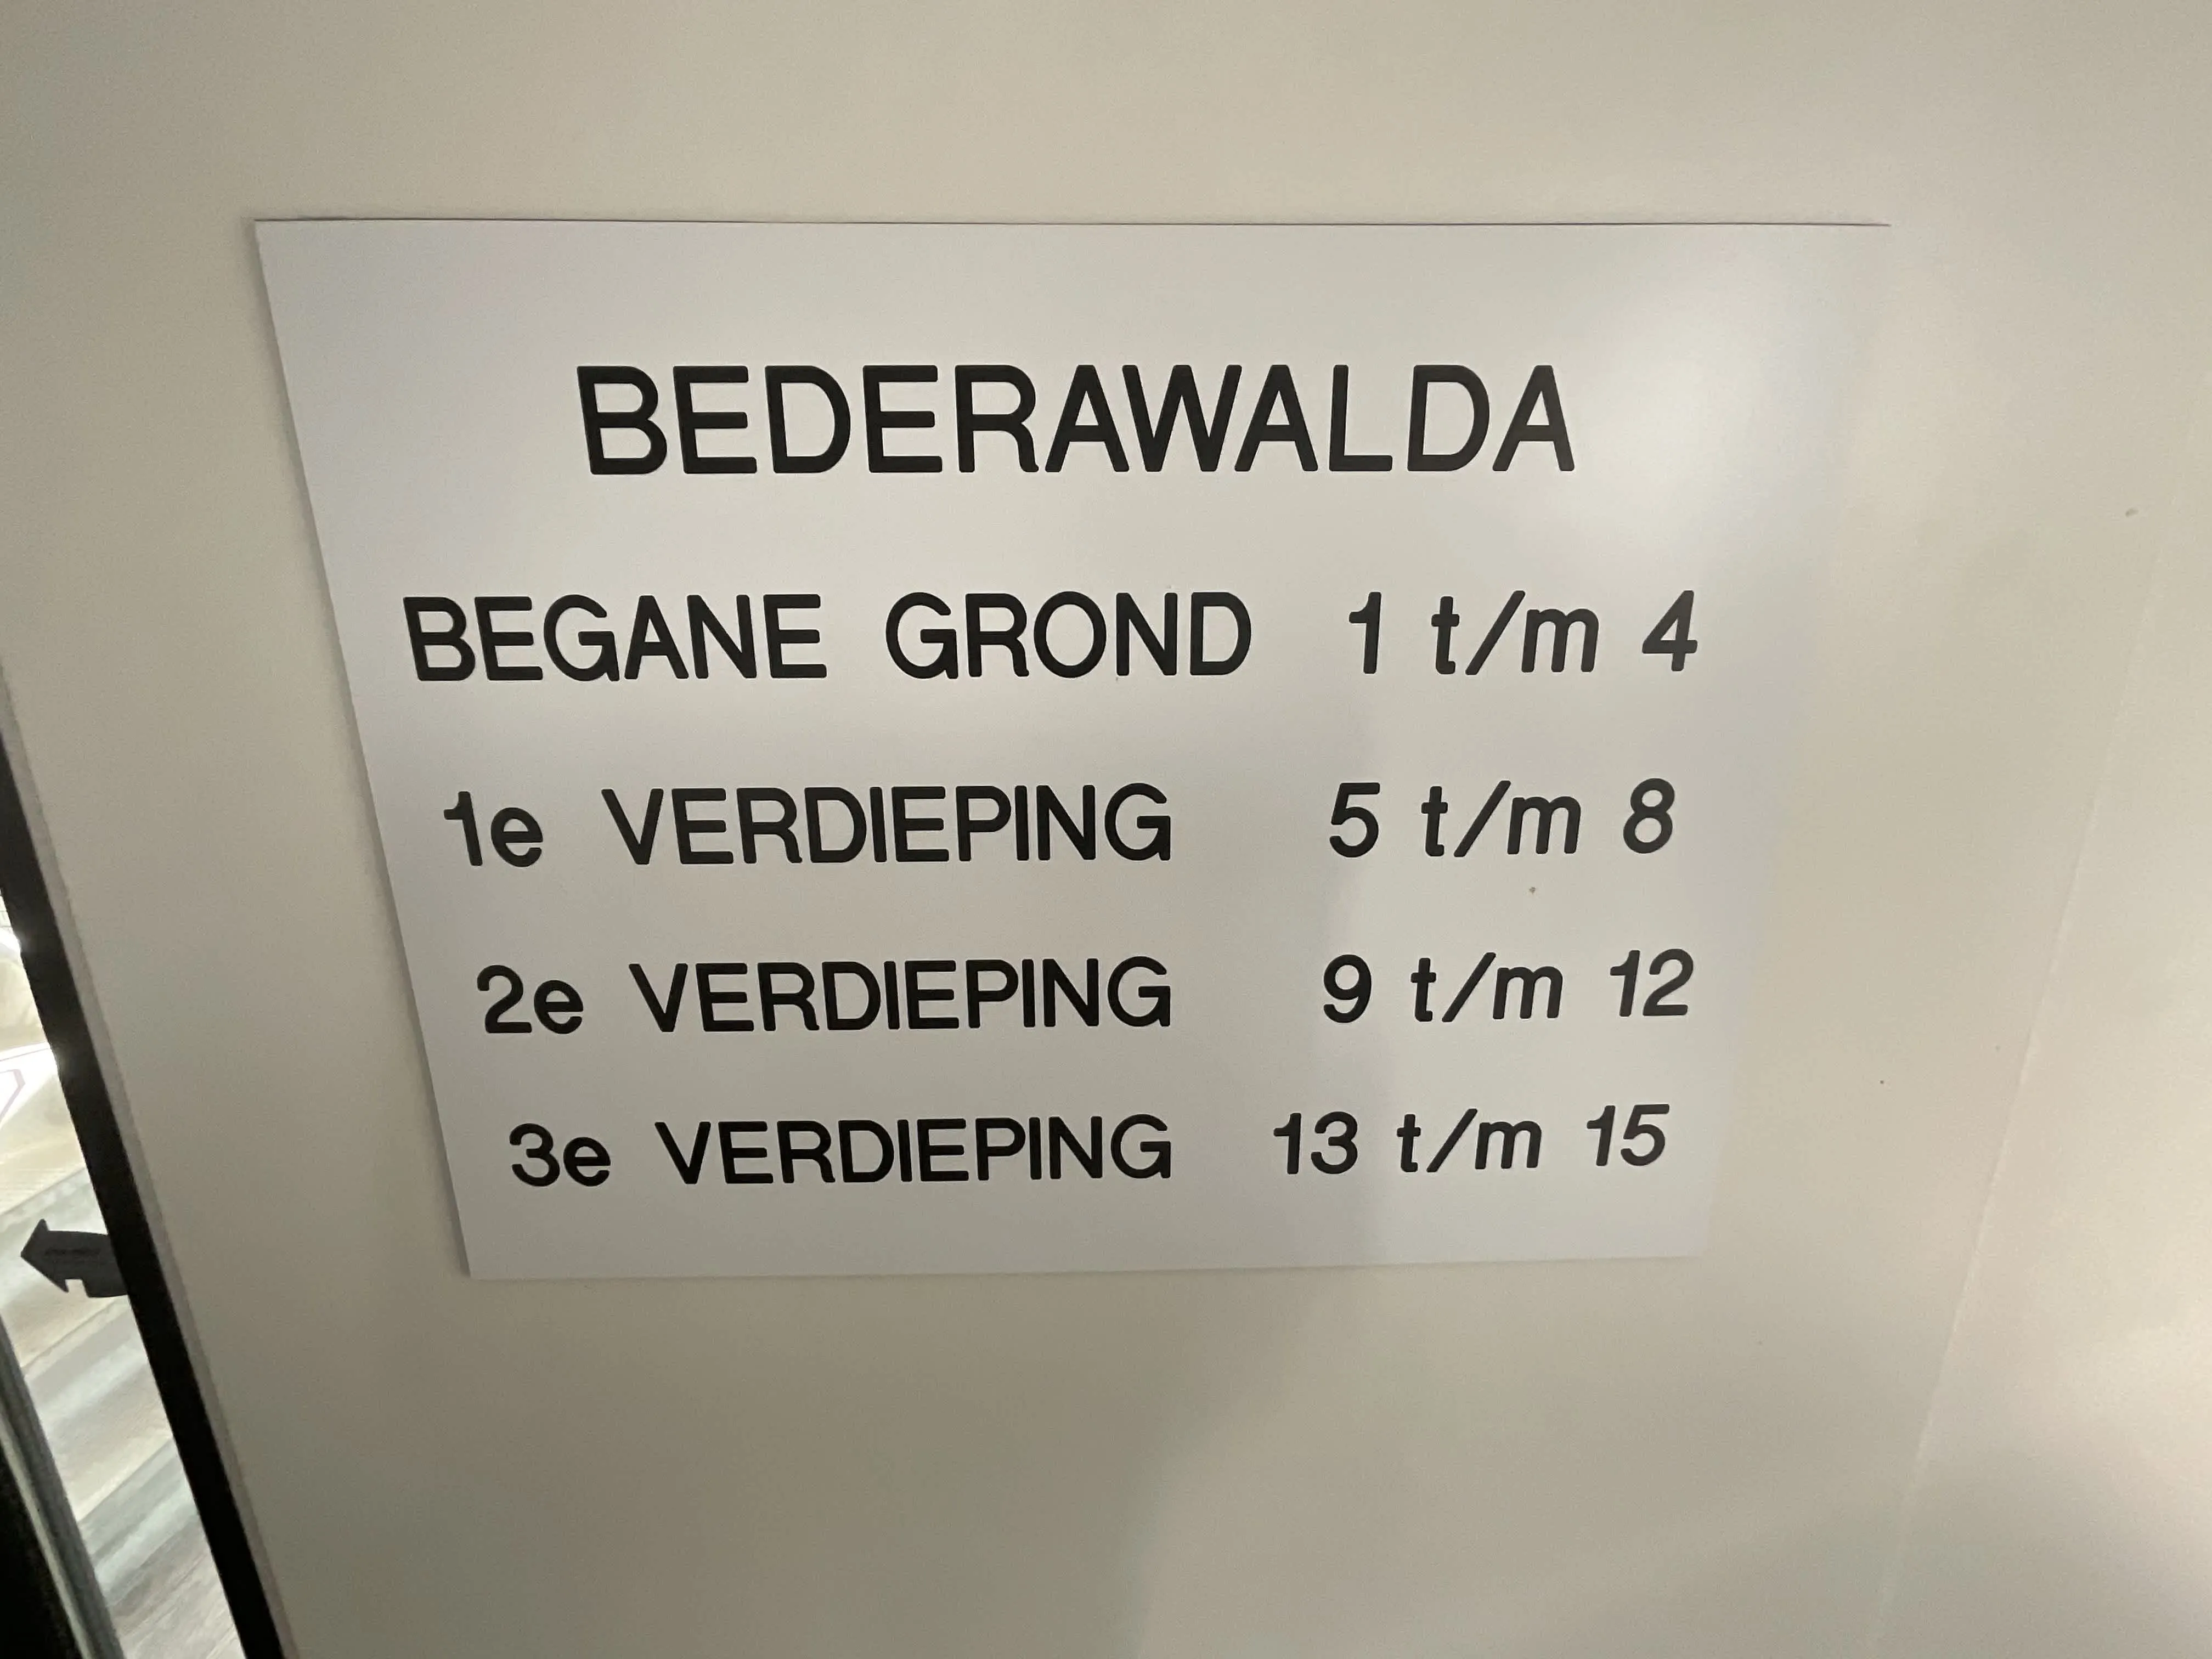 BEDERAWALDA
BEGANE GROND 1 t/m 4
1e VERDIEPING 5 t/m 8
2e VERDIEPING 9 t/m 12
3e VERDIEPING 13 t/m 15